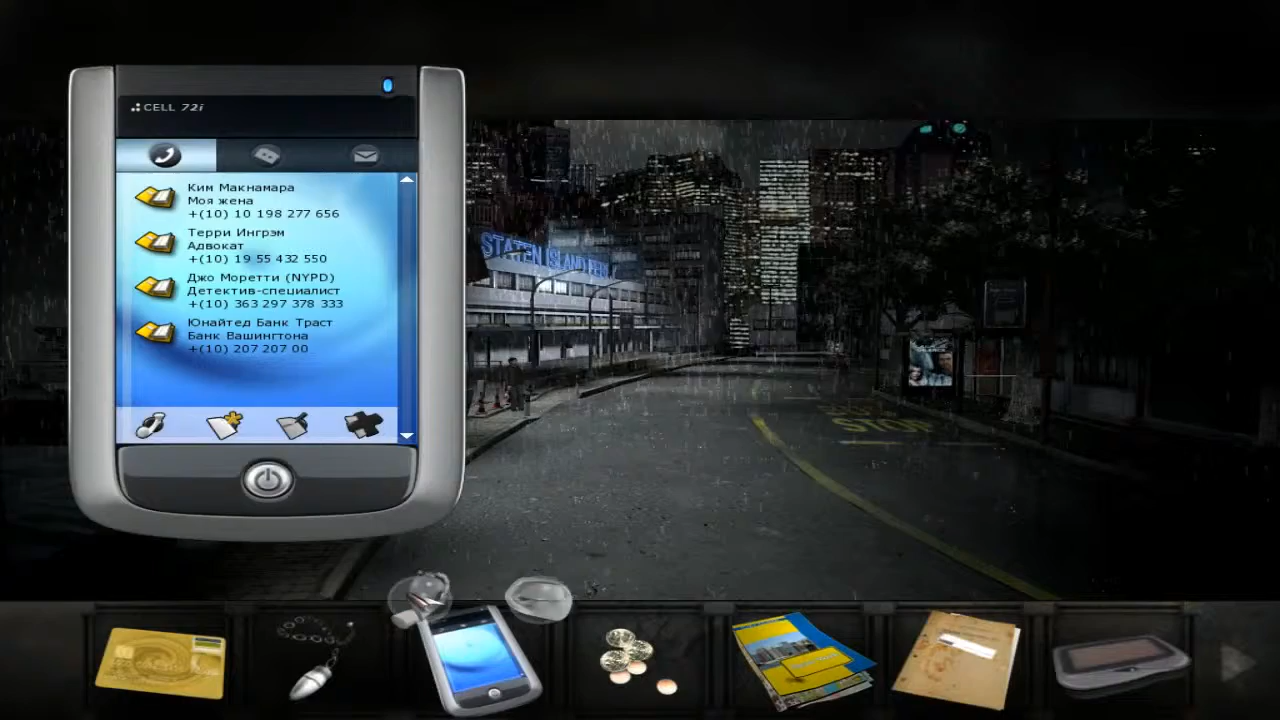 CELL 72i
Ким Макнамара
Моя жена
+(10) 10 198 277 656
Терри Ингрэм
Адвокат
+(10) 19 55 432 550
Джо Моретти (NYPD)
Детектив-специалист
+(10) 363 297 378 333
Юнайтед Банк Траст
Банк Вашингтона
+(10) 207 207 00
STATEN ISLAND
STOP